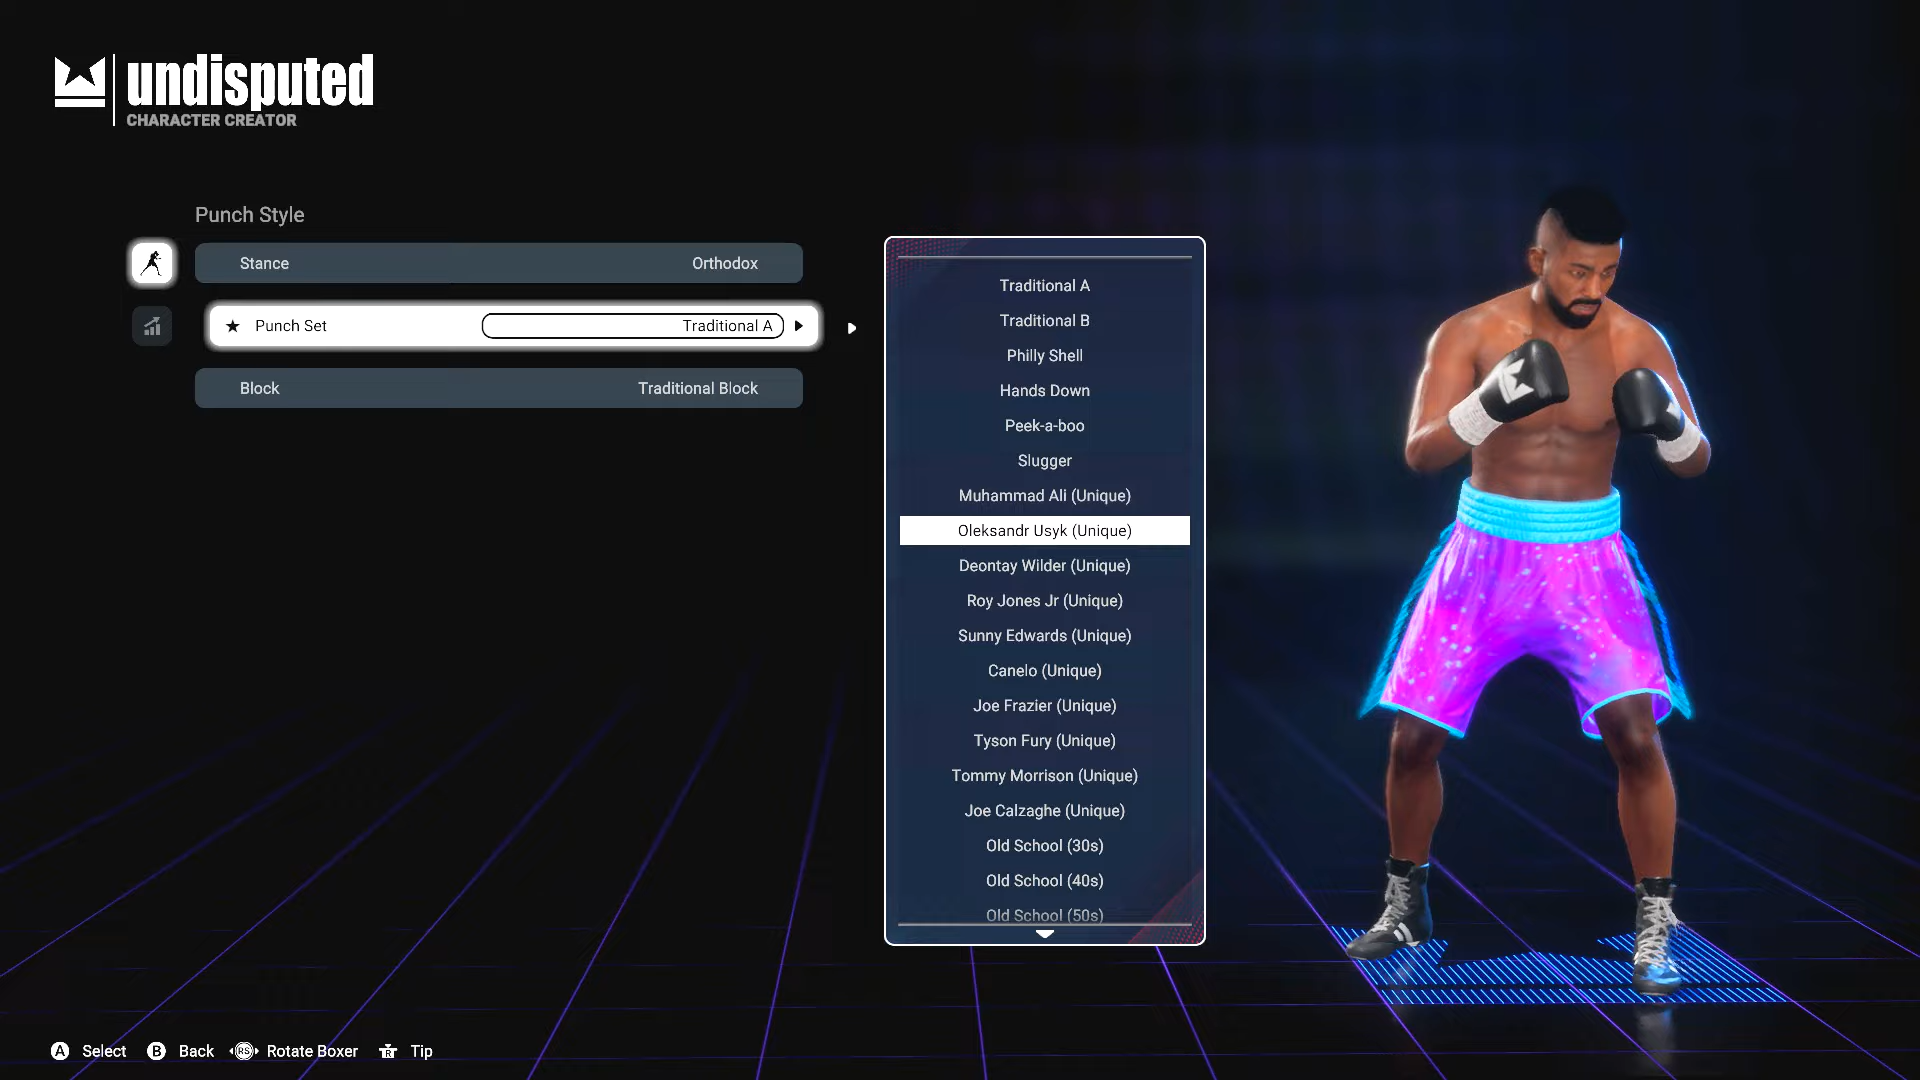 undisputed
CHARACTER CREATOR
Punch Style
Stance Orthodox
★ Punch Set Traditional A
Block Traditional Block
Traditional A
Traditional B
Philly Shell
Hands Down
Peek-a-boo
Slugger
Muhammad Ali (Unique)
Oleksandr Usyk (Unique)
Deontay Wilder (Unique)
Roy Jones Jr (Unique)
Sunny Edwards (Unique)
Canelo (Unique)
Joe Frazier (Unique)
Tyson Fury (Unique)
Tommy Morrison (Unique)
Joe Calzaghe (Unique)
Old School (30s)
Old School (40s)
Old School (50s)
A Select B Back RS Rotate Boxer R Tip